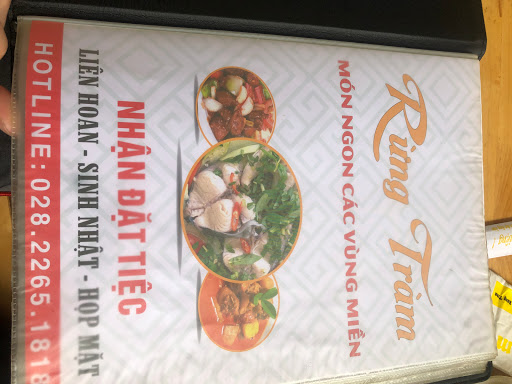 Rừng Tràm
MÓN NGON CÁC VÙNG MIỀN
NHẬN ĐẶT TIỆC
LIÊN HOAN - SINH NHẬT - HỌP MẶT
HOTLINE: 028.2265.1818